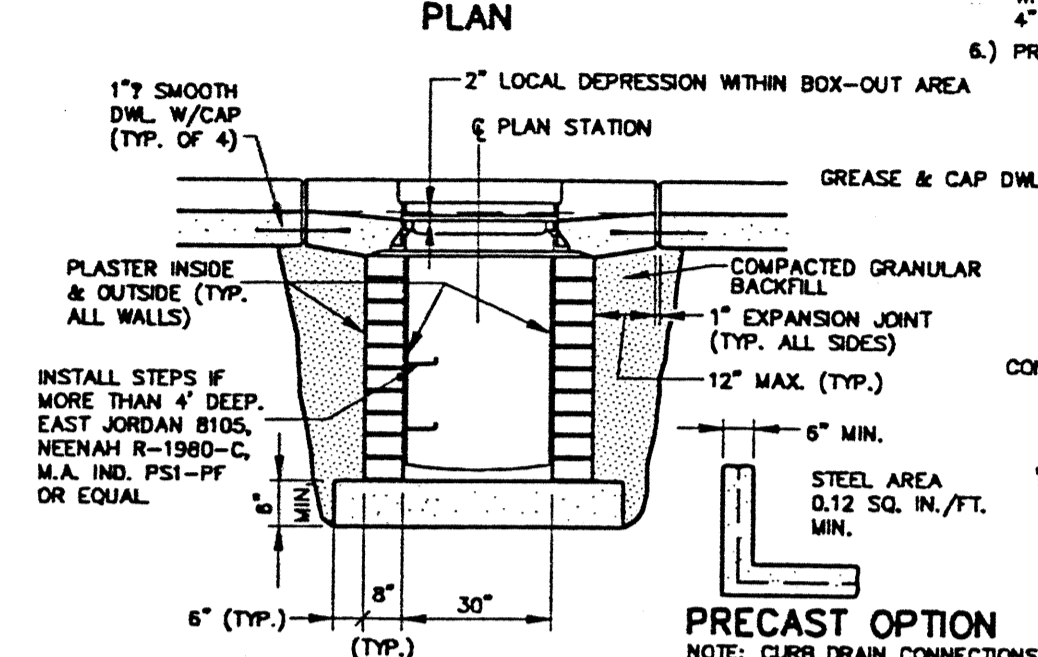 PLAN
4"
6.) PR
2" LOCAL DEPRESSION WITHIN BOX-OUT AREA
1"? SMOOTH
DWL W/CAP
(TYP. OF 4)
℄ PLAN STATION
GREASE & CAP DWL
PLASTER INSIDE
& OUTSIDE (TYP.
ALL WALLS)
COMPACTED GRANULAR
BACKFILL
1" EXPANSION JOINT
(TYP. ALL SIDES)
12" MAX. (TYP.)
INSTALL STEPS IF
MORE THAN 4' DEEP.
EAST JORDAN 8105,
NEENAH R-1980-C,
M.A. IND. PS1-PF
OR EQUAL
6" MIN.
STEEL AREA
0.12 SQ. IN./FT.
MIN.
6"
MIN.
8"
30"
6" (TYP.)
(TYP.)
PRECAST OPTION
NOTE: CURB DRAIN CONNECTIONS